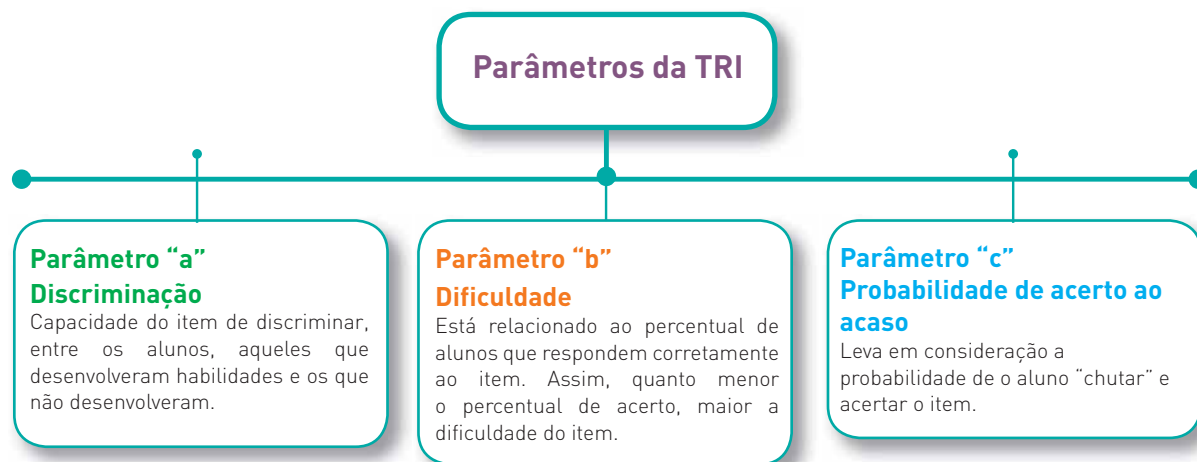 Parâmetros da TRI
Parâmetro “a”
Discriminação
Capacidade do item de discriminar,
entre os alunos, aqueles que
desenvolveram habilidades e os que
não desenvolveram.
Parâmetro “b”
Dificuldade
Está relacionado ao percentual de
alunos que respondem corretamente
ao item. Assim, quanto menor
o percentual de acerto, maior a
dificuldade do item.
Parâmetro “c”
Probabilidade de acerto ao
acaso
Leva em consideração a
probabilidade de o aluno “chutar” e
acertar o item.